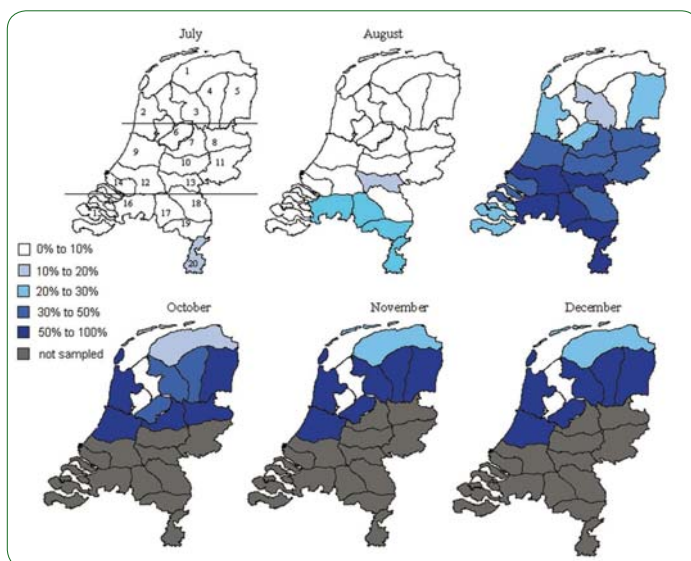 July
August
1
4
5
2
3
6
7
8
9
10
11
14
12
13
18
16
17
19
20
0% to 10%
10% to 20%
20% to 30%
30% to 50%
50% to 100%
not sampled
October
November
December